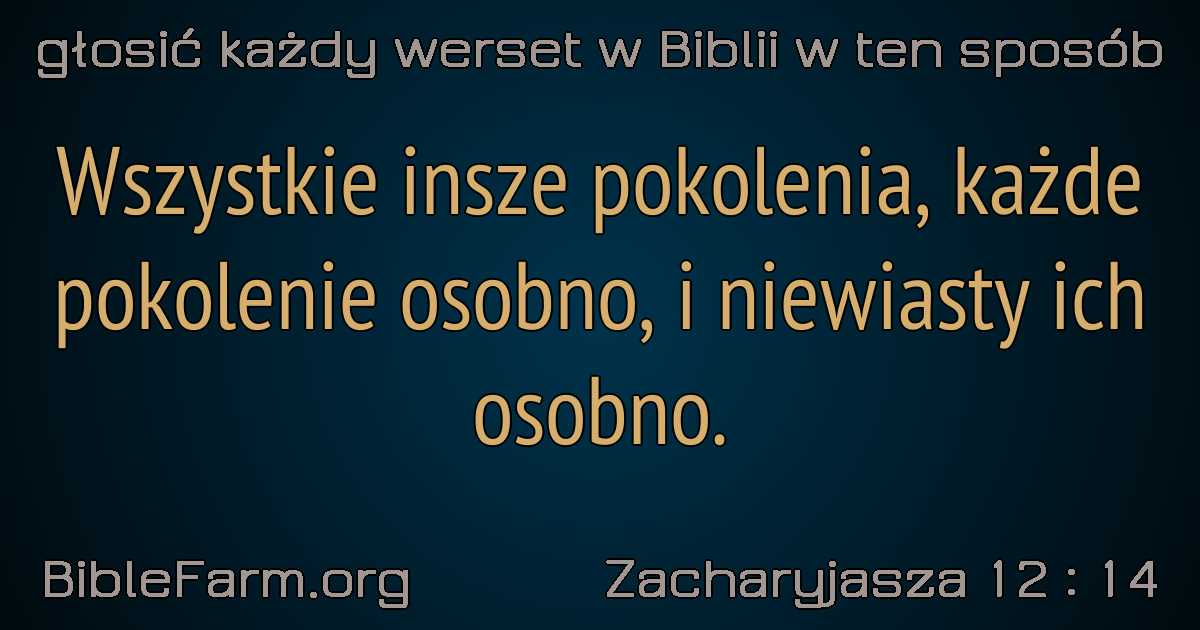 głosić każdy werset w Biblii w ten sposób
Wszystkie insze pokolenia, każde
pokolenie osobno, i niewiasty ich
osobno.
BibleFarm.org
Zacharyjasza 12 : 14